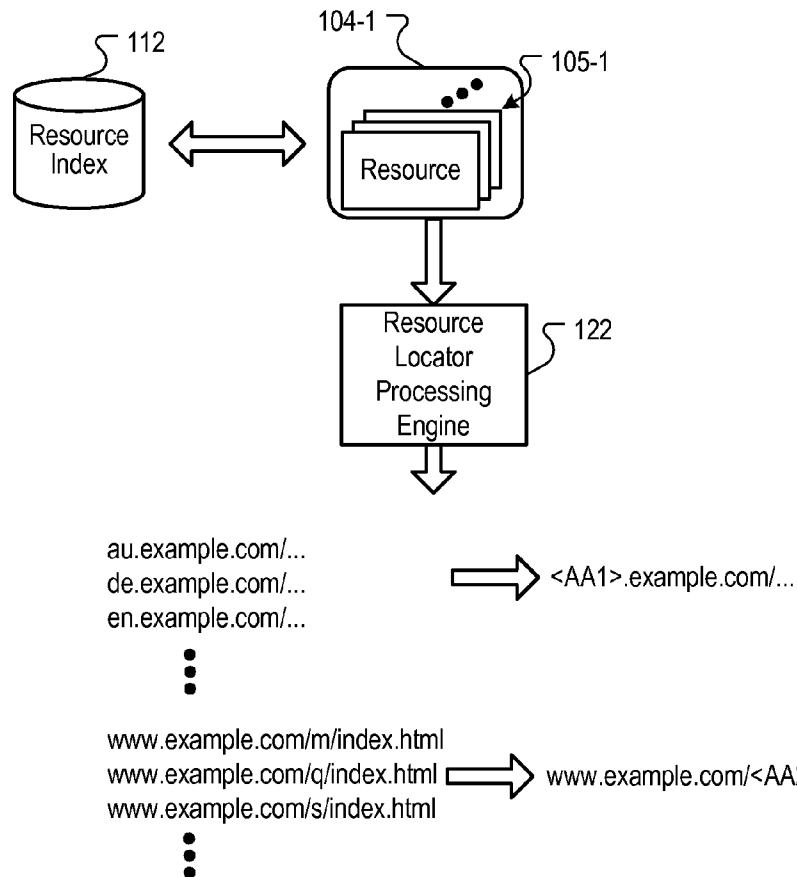 112
104-1
105-1
Resource
Index
Resource
Resource
Locator
Processing
Engine
122
au.example.com/...
de.example.com/...
en.example.com/...
<AA1>.example.com/...
www.example.com/m/index.html
www.example.com/q/index.html
www.example.com/s/index.html
www.example.com/